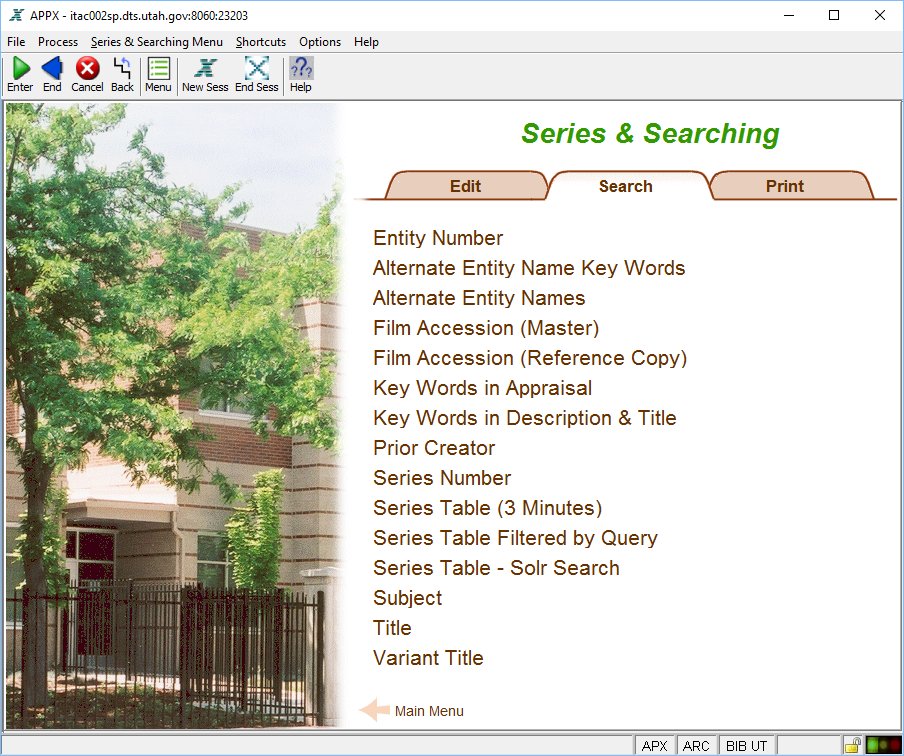 APPX - itac002sp.dts.utah.gov:8060:23203
File Process Series & Searching Menu Shortcuts Options Help
Enter End Cancel Back Menu New Sess End Sess Help
Series & Searching
Edit Search Print
Entity Number
Alternate Entity Name Key Words
Alternate Entity Names
Film Accession (Master)
Film Accession (Reference Copy)
Key Words in Appraisal
Key Words in Description & Title
Prior Creator
Series Number
Series Table (3 Minutes)
Series Table Filtered by Query
Series Table - Solr Search
Subject
Title
Variant Title
Main Menu
APX ARC BIB UT